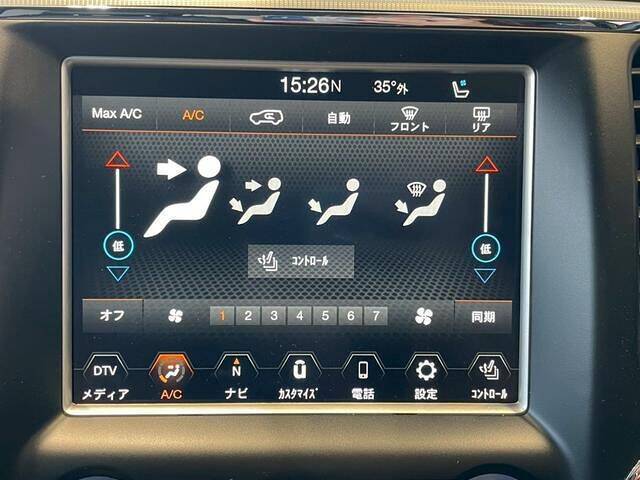 15:26N 35°外
Max A/C A/C 自動 フロント リア
低 低
コントロール
オフ 1 2 3 4 5 6 7 同期
DTV N
メディア A/C ナビ カスタマイズ 電話 設定 コントロール